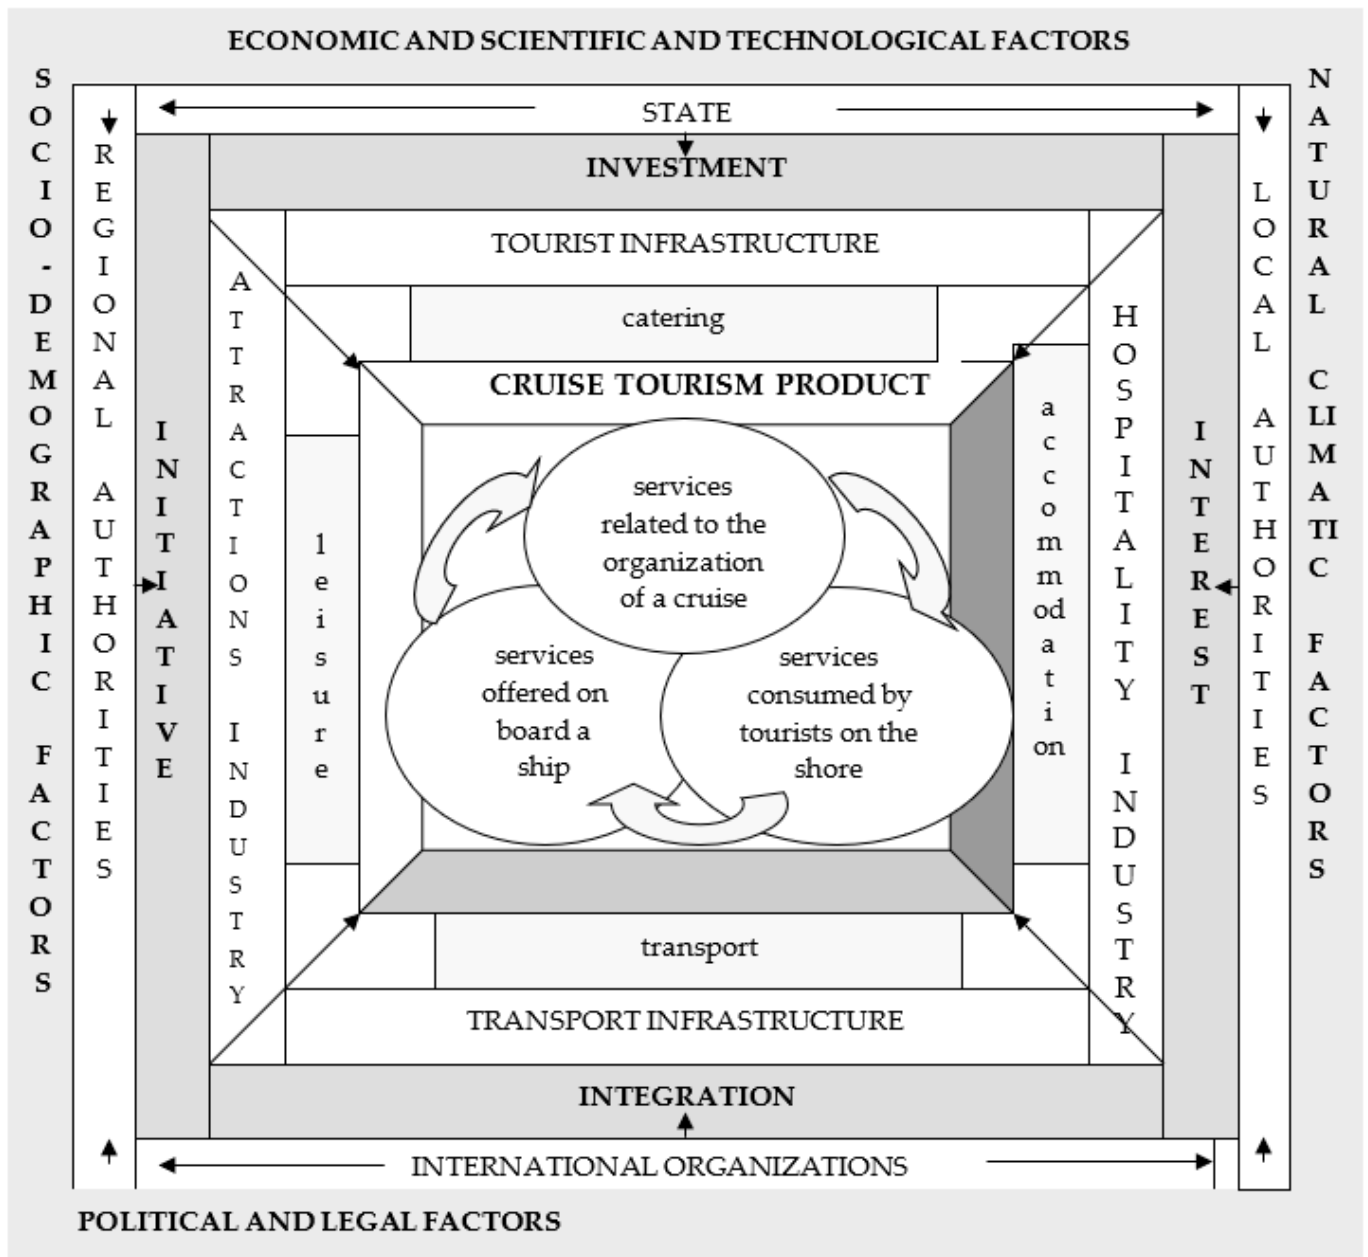 ECONOMIC AND SCIENTIFIC AND TECHNOLOGICAL FACTORS
SOCIO-DEMOGRAPHIC FACTORS
NATURAL CLIMATIC FACTORS
STATE
REGIONAL AUTHORITIES
LOCAL AUTHORITIES
INVESTMENT
INITIATIVE
INTEREST
TOURIST INFRASTRUCTURE
ATTRACTIONS INDUSTRY
HOSPITALITY INDUSTRY
catering
leisure
accommodation
CRUISE TOURISM PRODUCT
services
related to the
organization
of a cruise
services
offered on
board a
ship
services
consumed by
tourists on the
shore
transport
TRANSPORT INFRASTRUCTURE
INTEGRATION
INTERNATIONAL ORGANIZATIONS
POLITICAL AND LEGAL FACTORS